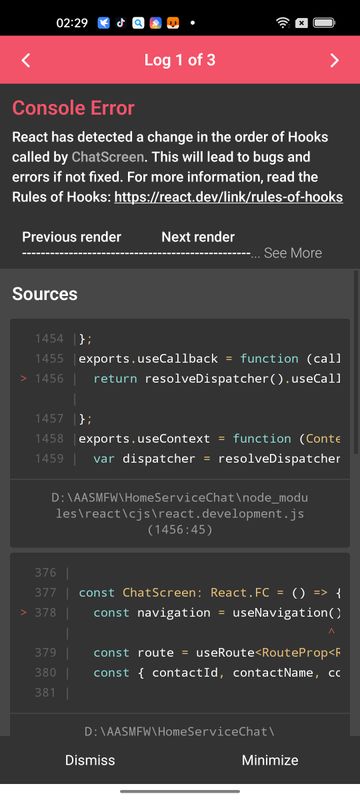 02:29
Log 1 of 3
Console Error
React has detected a change in the order of Hooks
called by ChatScreen. This will lead to bugs and
errors if not fixed. For more information, read the
Rules of Hooks: https://react.dev/link/rules-of-hooks
Previous render Next render
--------------------------------------------------... See More
Sources
1454 |};
1455 |exports.useCallback = function (call
> 1456 |  return resolveDispatcher().useCall
|
1457 |};
1458 |exports.useContext = function (Conte
1459 |  var dispatcher = resolveDispatcher
D:\AASMFW\HomeServiceChat\node_modu
les\react\cjs\react.development.js
(1456:45)
376 |
377 | const ChatScreen: React.FC = () => {
> 378 |   const navigation = useNavigation()
| ^
379 |   const route = useRoute<RouteProp<R
380 |   const { contactId, contactName, co
381 |
D:\AASMFW\HomeServiceChat\
Dismiss Minimize